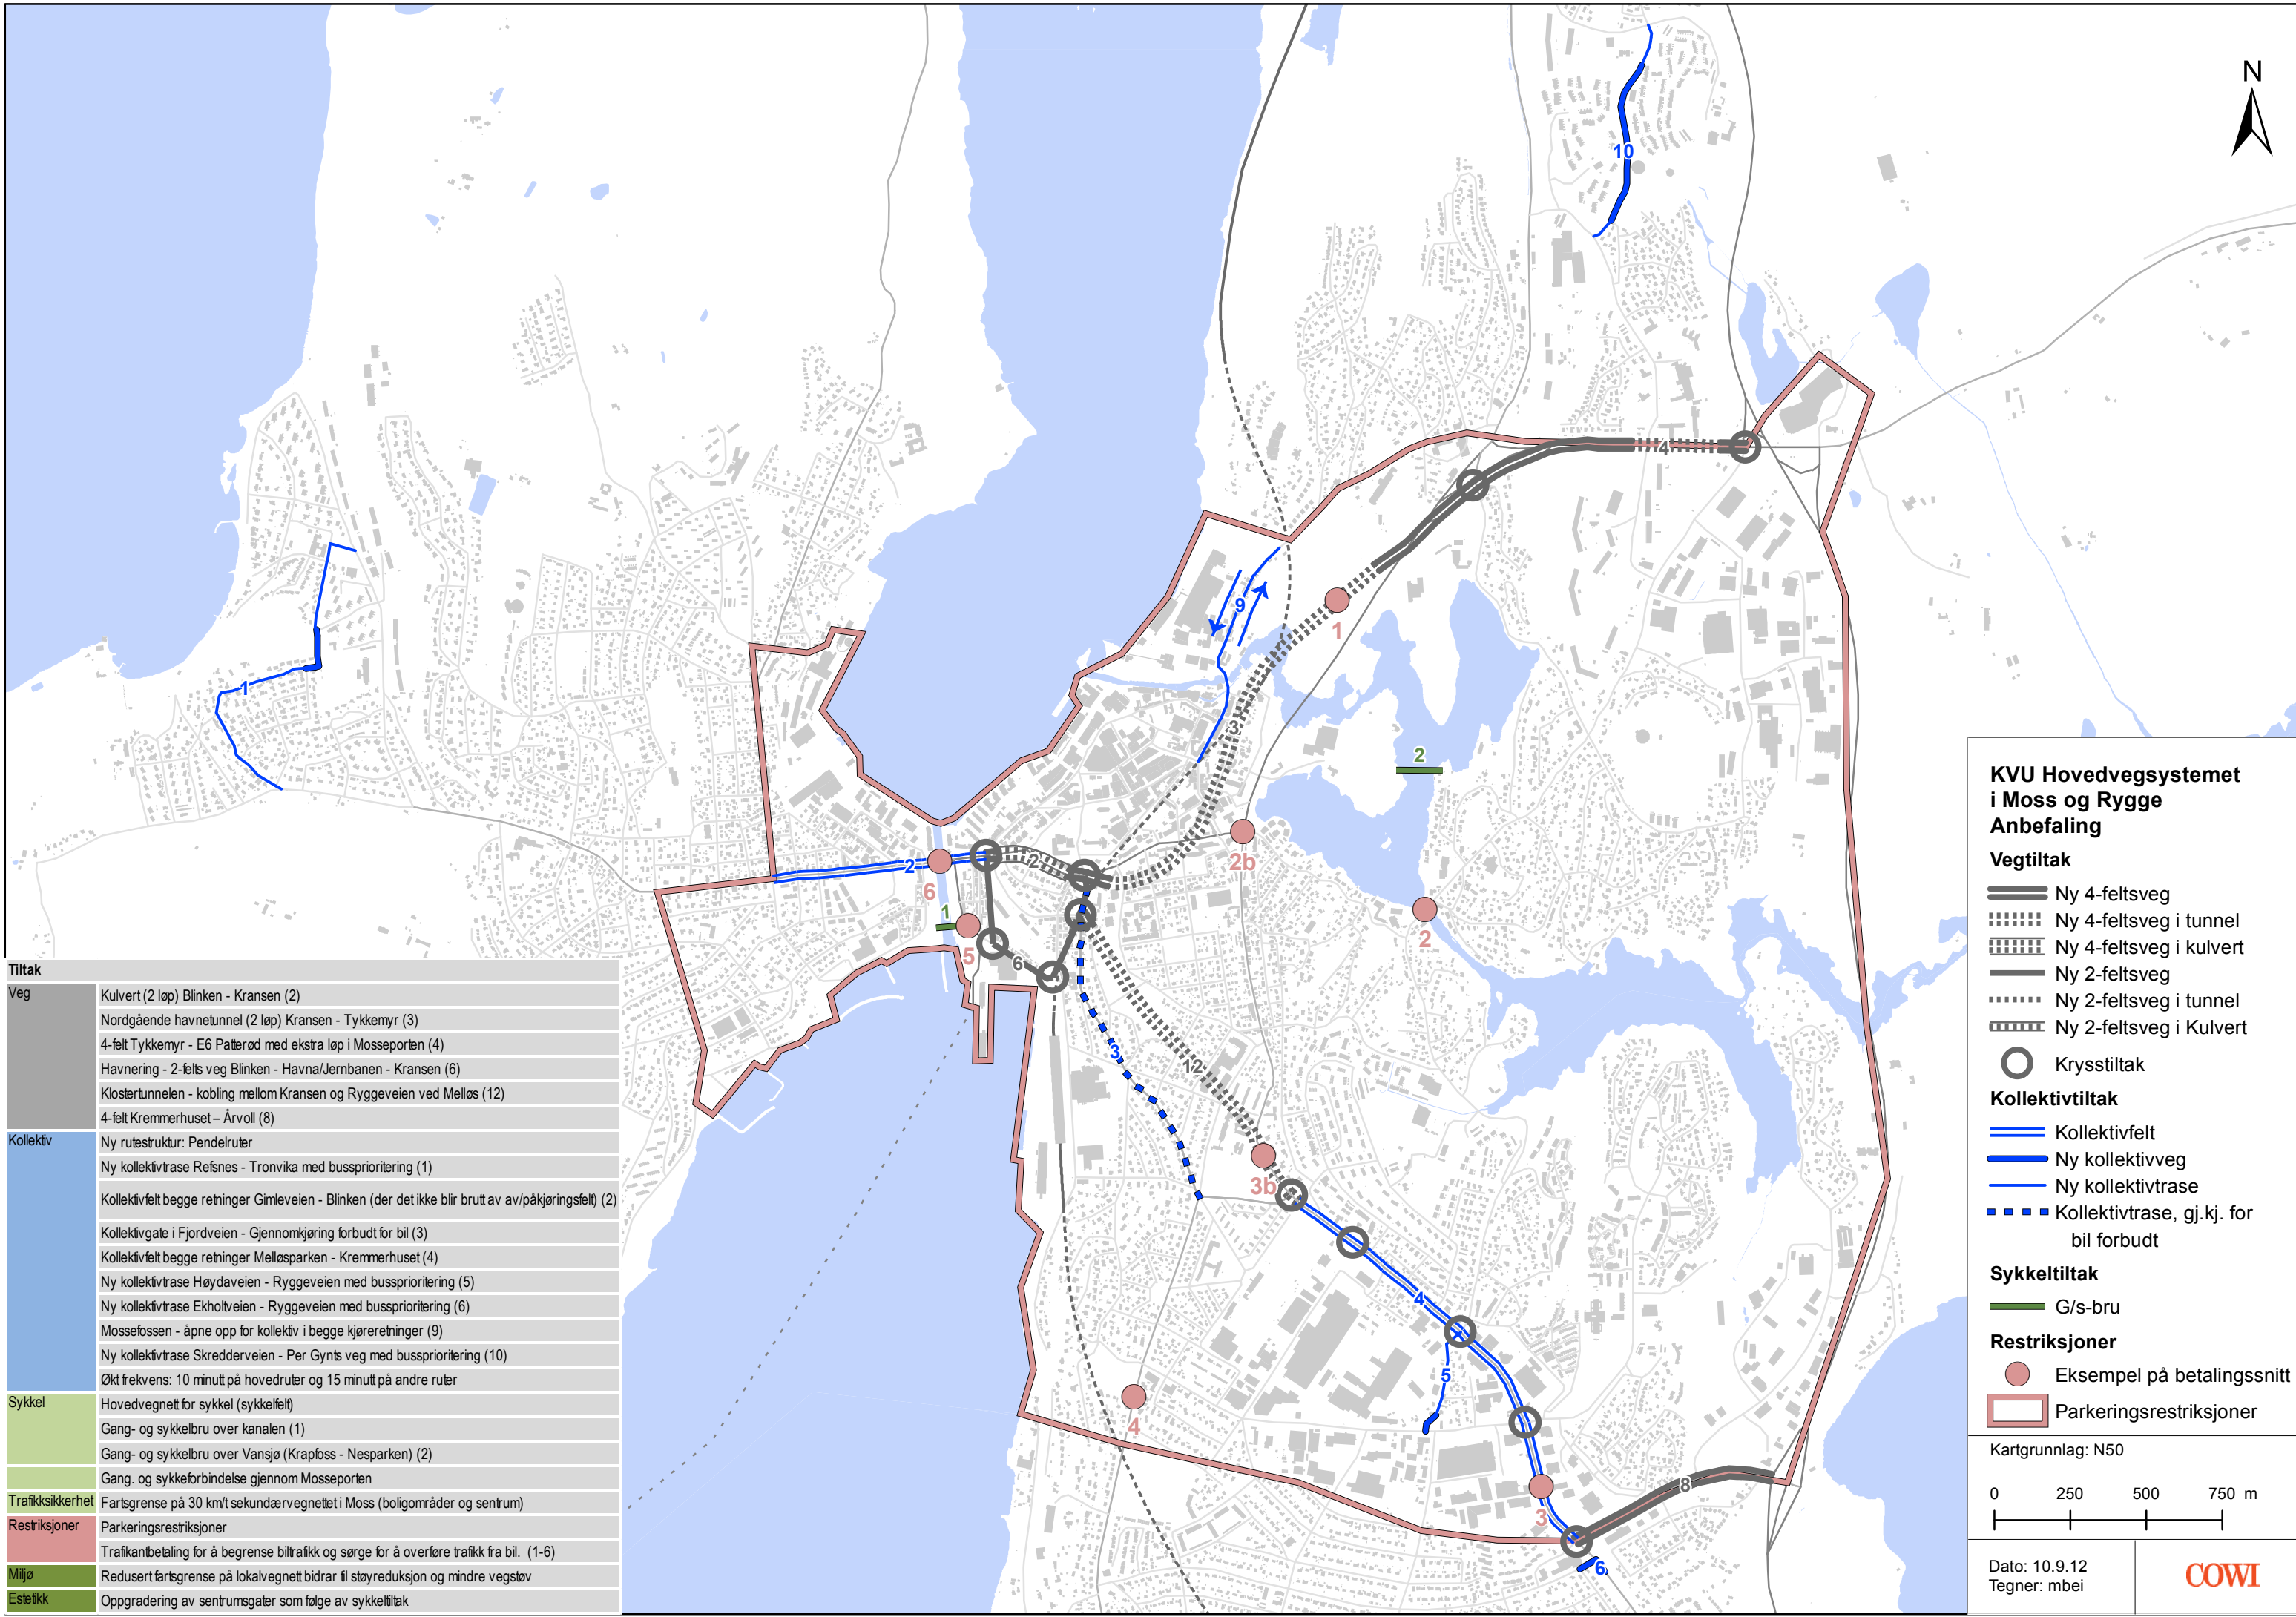 N
10
4
1
9
3
1
2
2
2
2b
6
1
5
6
2
3
12
3b
4
5
4
8
3
6
Tiltak
Veg
Kulvert (2 løp) Blinken - Kransen (2)
Nordgående havnetunnel (2 løp) Kransen - Tykkemyr (3)
4-felt Tykkemyr - E6 Patterød med ekstra løp i Mosseporten (4)
Havnering - 2-felts veg Blinken - Havna/Jernbanen - Kransen (6)
Klostertunnelen - kobling mellom Kransen og Ryggeveien ved Melløs (12)
4-felt Kremmerhuset – Årvoll (8)
Kollektiv
Ny rutestruktur: Pendelruter
Ny kollektivtrase Refsnes - Tronvika med bussprioritering (1)
Kollektivfelt begge retninger Gimleveien - Blinken (der det ikke blir brutt av av/påkjøringsfelt) (2)
Kollektivgate i Fjordveien - Gjennomkjøring forbudt for bil (3)
Kollektivfelt begge retninger Melløsparken - Kremmerhuset (4)
Ny kollektivtrase Høydaveien - Ryggeveien med bussprioritering (5)
Ny kollektivtrase Ekholtveien - Ryggeveien med bussprioritering (6)
Mossefossen - åpne opp for kollektiv i begge kjøreretninger (9)
Ny kollektivtrase Skredderveien - Per Gynts veg med bussprioritering (10)
Økt frekvens: 10 minutt på hovedruter og 15 minutt på andre ruter
Sykkel
Hovedvegnett for sykkel (sykkelfelt)
Gang- og sykkelbru over kanalen (1)
Gang- og sykkelbru over Vansjø (Krapfoss - Nesparken) (2)
Gang. og sykkeforbindelse gjennom Mosseporten
Trafikksikkerhet
Fartsgrense på 30 km/t sekundærvegnettet i Moss (boligområder og sentrum)
Restriksjoner
Parkeringsrestriksjoner
Trafikantbetaling for å begrense biltrafikk og sørge for å overføre trafikk fra bil. (1-6)
Miljø
Redusert fartsgrense på lokalvegnett bidrar til støyreduksjon og mindre vegstøv
Estetikk
Oppgradering av sentrumsgater som følge av sykkeltiltak
KVU Hovedvegsystemet
i Moss og Rygge
Anbefaling
Vegtiltak
Ny 4-feltsveg
Ny 4-feltsveg i tunnel
Ny 4-feltsveg i kulvert
Ny 2-feltsveg
Ny 2-feltsveg i tunnel
Ny 2-feltsveg i Kulvert
Krysstiltak
Kollektivtiltak
Kollektivfelt
Ny kollektivveg
Ny kollektivtrase
Kollektivtrase, gj.kj. for
bil forbudt
Sykkeltiltak
G/s-bru
Restriksjoner
Eksempel på betalingssnitt
Parkeringsrestriksjoner
Kartgrunnlag: N50
0 250 500 750 m
Dato: 10.9.12
Tegner: mbei
COWI